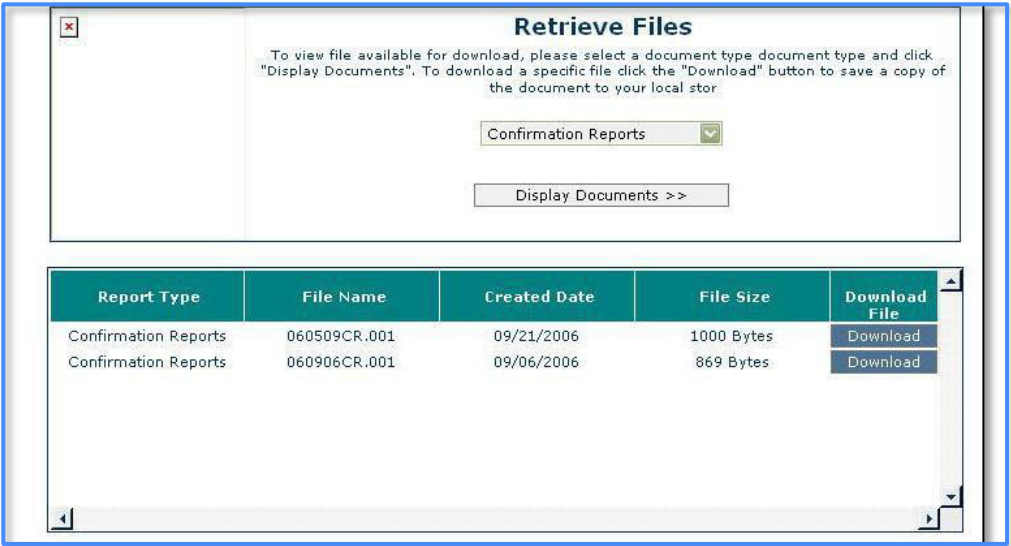 Retrieve Files
To view file available for download, please select a document type document type and click
"Display Documents". To download a specific file click the "Download" button to save a copy of
the document to your local stor
Confirmation Reports
Display Documents >>
Report Type File Name Created Date File Size Download File
Confirmation Reports 060509CR.001 09/21/2006 1000 Bytes Download
Confirmation Reports 060906CR.001 09/06/2006 869 Bytes Download